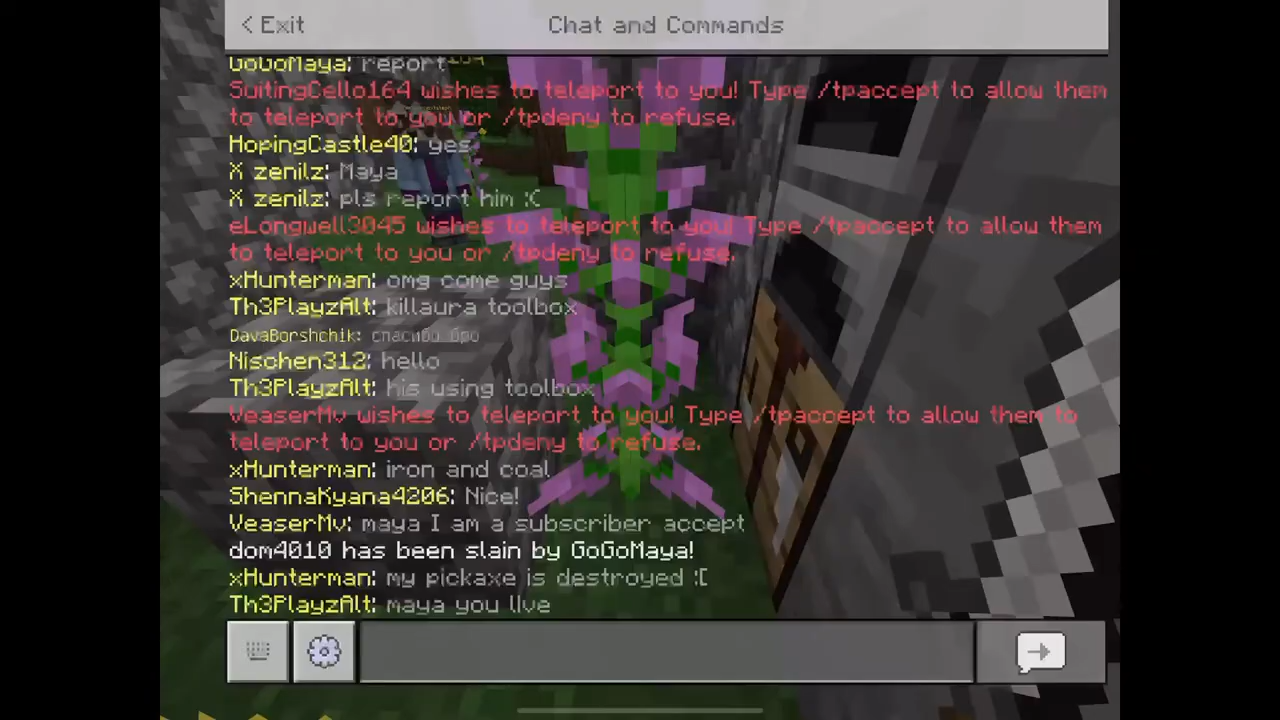 < Exit
Chat and Commands
GoGoMaya: report
SuitingCello164 wishes to teleport to you! Type /tpaccept to allow them
to teleport to you or /tpdeny to refuse.
HopingCastle40: yes
X zenilz: Maya
X zenilz: pls report him :C
eLongwell3045 wishes to teleport to you! Type /tpaccept to allow them
to teleport to you or /tpdeny to refuse.
xHunterman: omg come guys
Th3PlayzAlt: killaura toolbox
DavaBorshchik: спасибо бро
Nischen312: hello
Th3PlayzAlt: his using toolbox
VeaserMv wishes to teleport to you! Type /tpaccept to allow them to
teleport to you or /tpdeny to refuse.
xHunterman: iron and coal
ShennaKyana4206: Nice!
VeaserMv: maya I am a subscriber accept
dom4010 has been slain by GoGoMaya!
xHunterman: my pickaxe is destroyed :[
Th3PlayzAlt: maya you live